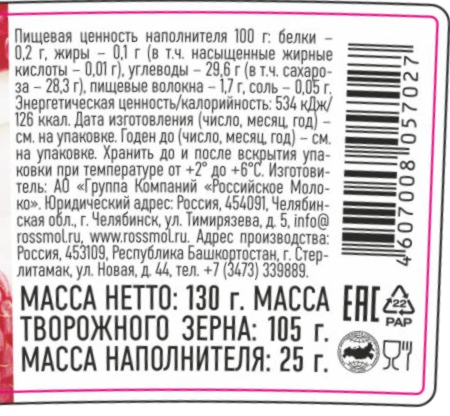 Пищевая ценность наполнителя 100 г: белки –
0,2 г, жиры – 0,1 г (в т.ч. насыщенные жирные
кислоты – 0,01 г), углеводы – 29,6 г (в т.ч. сахаро-
за – 28,3 г), пищевые волокна – 1,7 г, соль – 0,05 г.
Энергетическая ценность/калорийность: 534 кДж/
126 ккал. Дата изготовления (число, месяц, год) –
см. на упаковке. Годен до (число, месяц, год) – см.
на упаковке. Хранить до и после вскрытия упа-
ковки при температуре от +2° до +6°С. Изготови-
тель: АО «Группа Компаний «Российское Моло-
ко». Юридический адрес: Россия, 454091, Челябин-
ская обл., г. Челябинск, ул. Тимирязева, д. 5, info@
rossmol.ru, www.rossmol.ru. Адрес производства:
Россия, 453109, Республика Башкортостан, г. Стер-
литамак, ул. Новая, д. 44, тел. +7 (3473) 339889.
МАССА НЕТТО: 130 г. МАССА
ТВОРОЖНОГО ЗЕРНА: 105 г.
МАССА НАПОЛНИТЕЛЯ: 25 г.
4607008057027
EAC
22
PAP